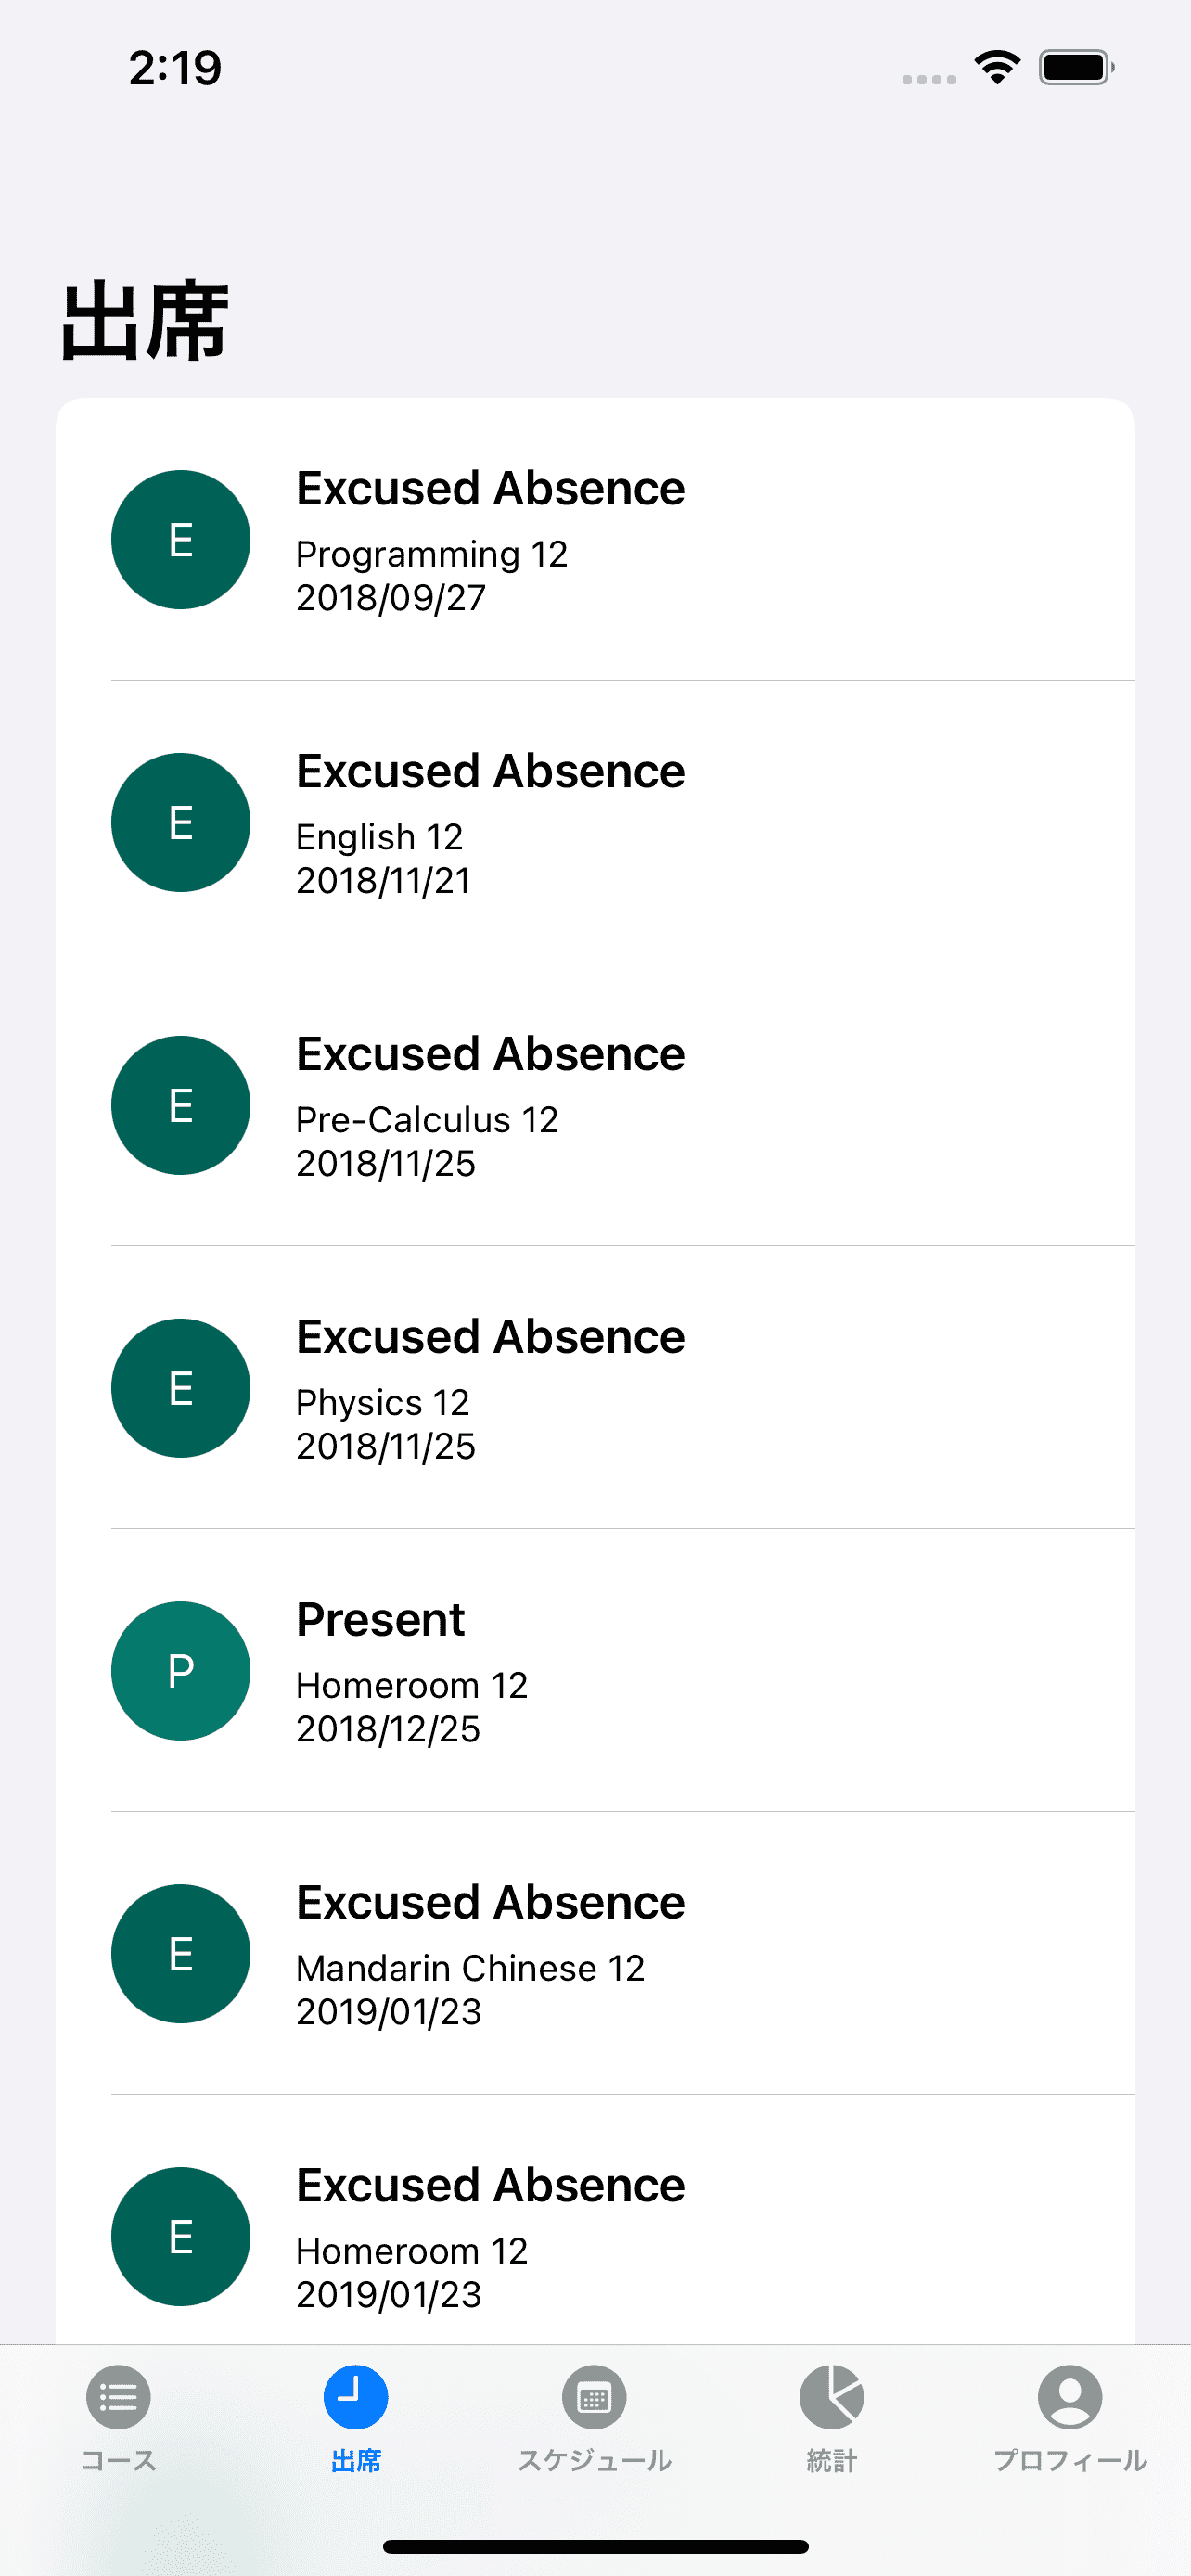 2:19
出席
E
Excused Absence
Programming 12
2018/09/27
E
Excused Absence
English 12
2018/11/21
E
Excused Absence
Pre-Calculus 12
2018/11/25
E
Excused Absence
Physics 12
2018/11/25
P
Present
Homeroom 12
2018/12/25
E
Excused Absence
Mandarin Chinese 12
2019/01/23
E
Excused Absence
Homeroom 12
2019/01/23
コース
出席
スケジュール
統計
プロフィール